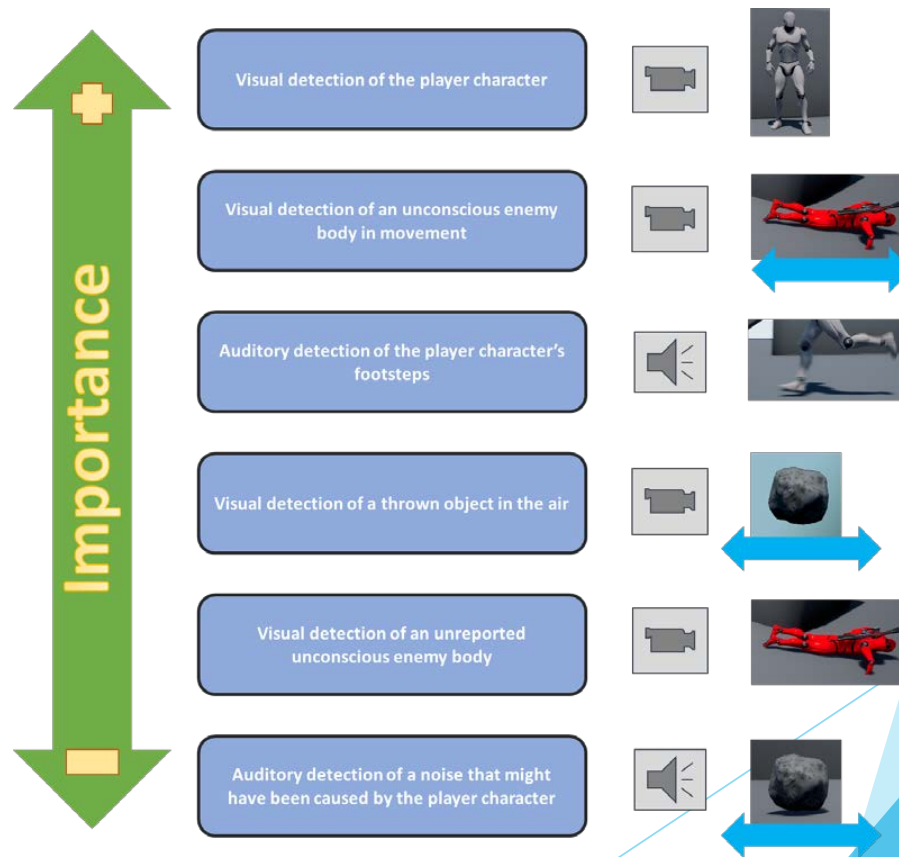 Importance
Visual detection of the player character
Visual detection of an unconscious enemy
body in movement
Auditory detection of the player character's
footsteps
Visual detection of a thrown object in the air
Visual detection of an unreported
unconscious enemy body
Auditory detection of a noise that might
have been caused by the player character